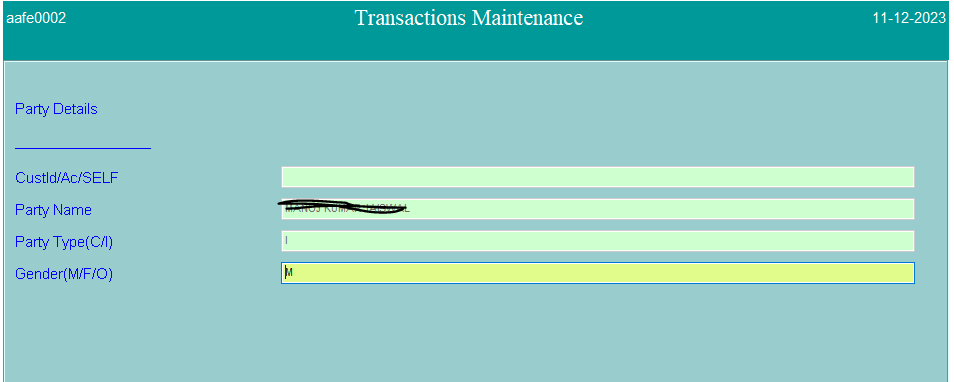 aafe0002 Transactions Maintenance 11-12-2023
Party Details
CustId/Ac/SELF
Party Name
Party Type(C/I) I
Gender(M/F/O) M